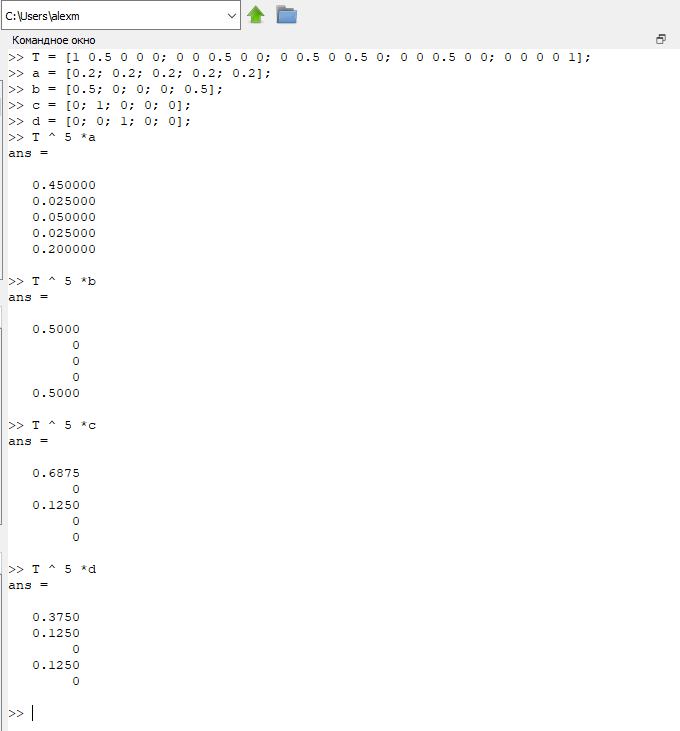 C:\Users\alexm
Командное окно
>> T = [1 0.5 0 0 0; 0 0 0.5 0 0; 0 0.5 0 0.5 0; 0 0 0.5 0 0; 0 0 0 0 1];
>> a = [0.2; 0.2; 0.2; 0.2; 0.2];
>> b = [0.5; 0; 0; 0; 0.5];
>> c = [0; 1; 0; 0; 0];
>> d = [0; 0; 1; 0; 0];
>> T ^ 5 *a
ans =
0.450000
0.025000
0.050000
0.025000
0.200000
>> T ^ 5 *b
ans =
0.5000
0
0
0
0.5000
>> T ^ 5 *c
ans =
0.6875
0
0.1250
0
0
>> T ^ 5 *d
ans =
0.3750
0.1250
0
0.1250
0
>>